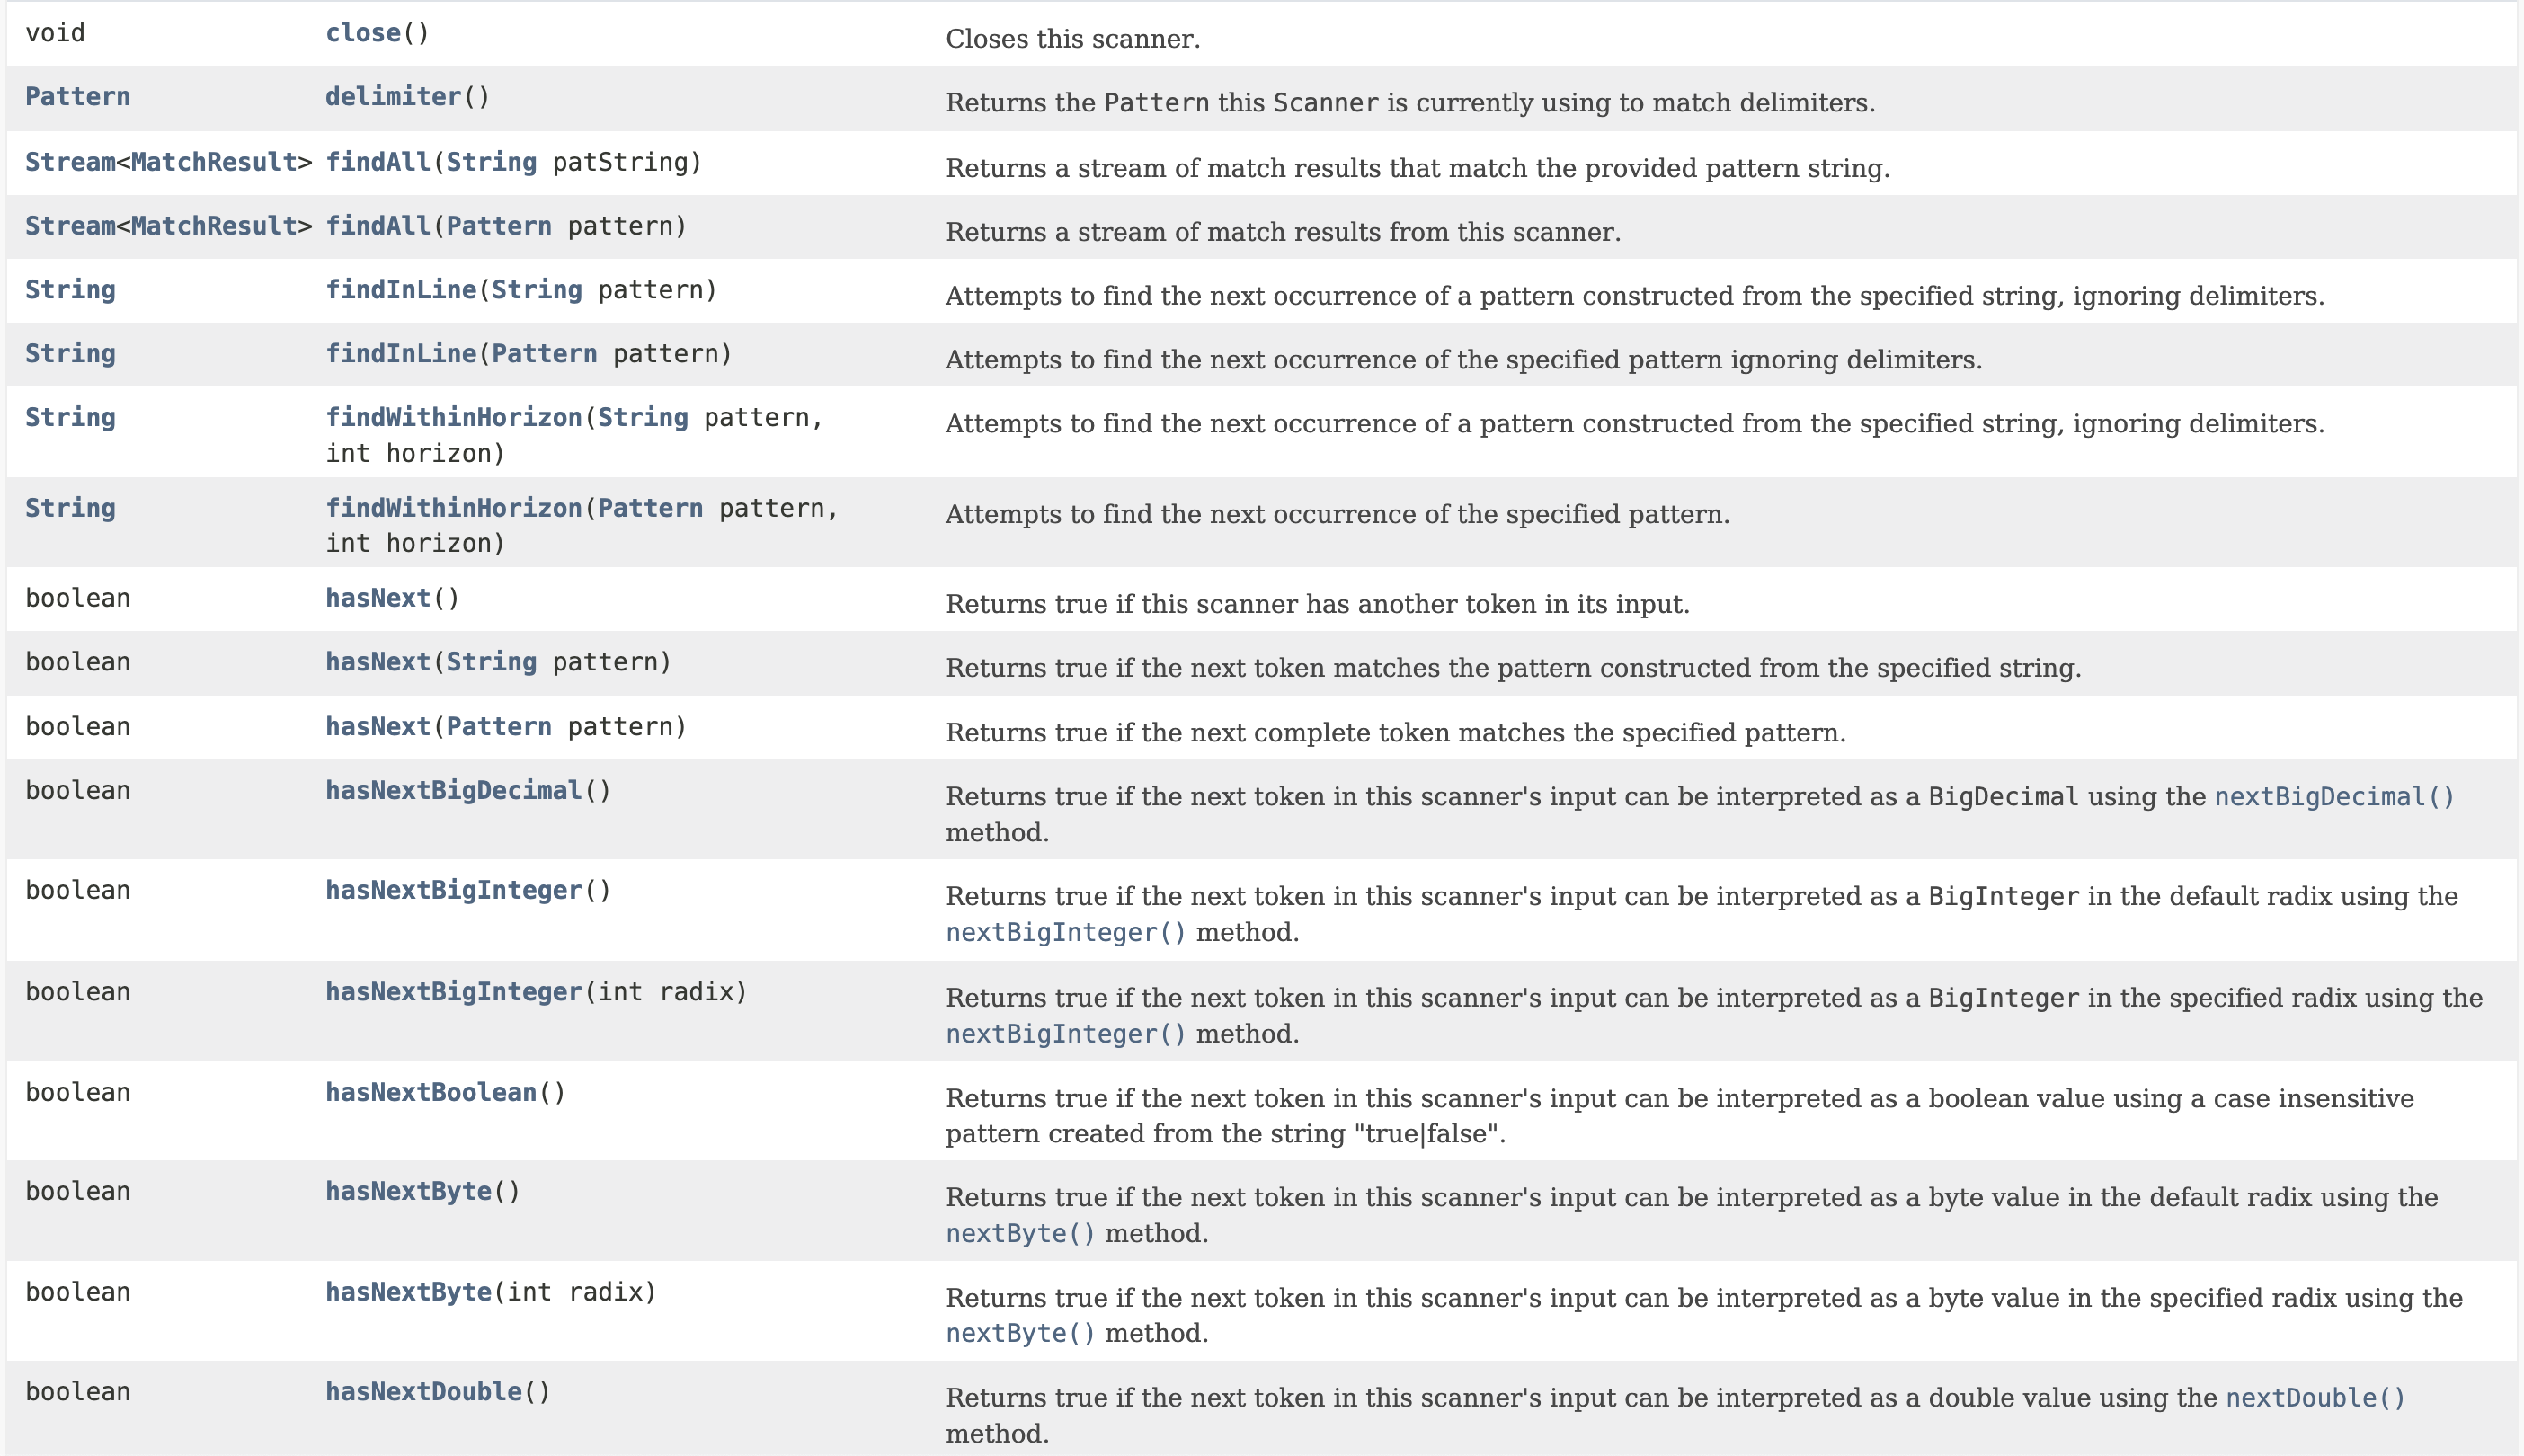 void close() Closes this scanner.
Pattern delimiter() Returns the Pattern this Scanner is currently using to match delimiters.
Stream<MatchResult> findAll(String patString) Returns a stream of match results that match the provided pattern string.
Stream<MatchResult> findAll(Pattern pattern) Returns a stream of match results from this scanner.
String findInLine(String pattern) Attempts to find the next occurrence of a pattern constructed from the specified string, ignoring delimiters.
String findInLine(Pattern pattern) Attempts to find the next occurrence of the specified pattern ignoring delimiters.
String findWithinHorizon(String pattern, Attempts to find the next occurrence of a pattern constructed from the specified string, ignoring delimiters.
int horizon)
String findWithinHorizon(Pattern pattern, Attempts to find the next occurrence of the specified pattern.
int horizon)
boolean hasNext() Returns true if this scanner has another token in its input.
boolean hasNext(String pattern) Returns true if the next token matches the pattern constructed from the specified string.
boolean hasNext(Pattern pattern) Returns true if the next complete token matches the specified pattern.
boolean hasNextBigDecimal() Returns true if the next token in this scanner's input can be interpreted as a BigDecimal using the nextBigDecimal()
method.
boolean hasNextBigInteger() Returns true if the next token in this scanner's input can be interpreted as a BigInteger in the default radix using the
nextBigInteger() method.
boolean hasNextBigInteger(int radix) Returns true if the next token in this scanner's input can be interpreted as a BigInteger in the specified radix using the
nextBigInteger() method.
boolean hasNextBoolean() Returns true if the next token in this scanner's input can be interpreted as a boolean value using a case insensitive
pattern created from the string "true|false".
boolean hasNextByte() Returns true if the next token in this scanner's input can be interpreted as a byte value in the default radix using the
nextByte() method.
boolean hasNextByte(int radix) Returns true if the next token in this scanner's input can be interpreted as a byte value in the specified radix using the
nextByte() method.
boolean hasNextDouble() Returns true if the next token in this scanner's input can be interpreted as a double value using the nextDouble()
method.